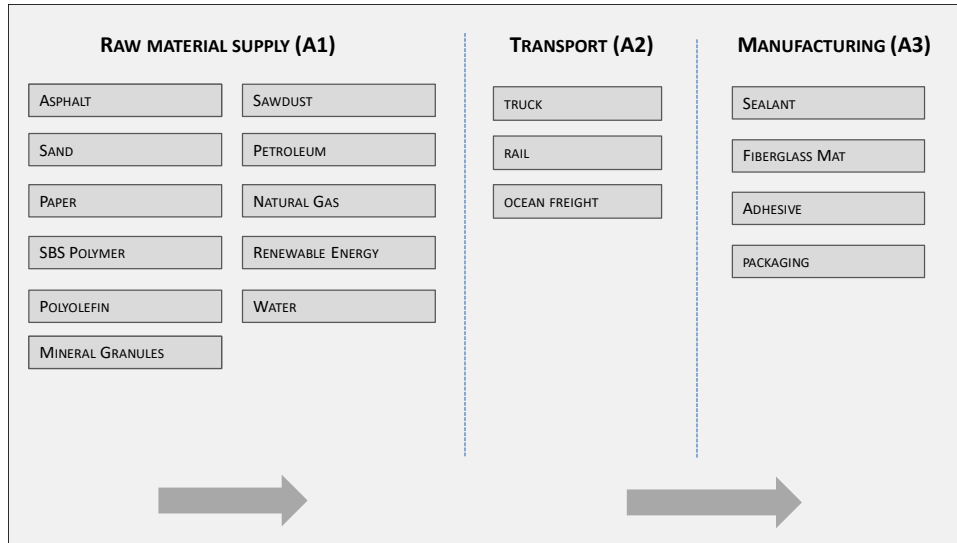 Raw material supply (A1)
Asphalt
Sand
Paper
SBS Polymer
Polyolefin
Mineral Granules
Sawdust
Petroleum
Natural Gas
Renewable Energy
Water
Transport (A2)
truck
rail
ocean freight
Manufacturing (A3)
Sealant
Fiberglass Mat
Adhesive
packaging